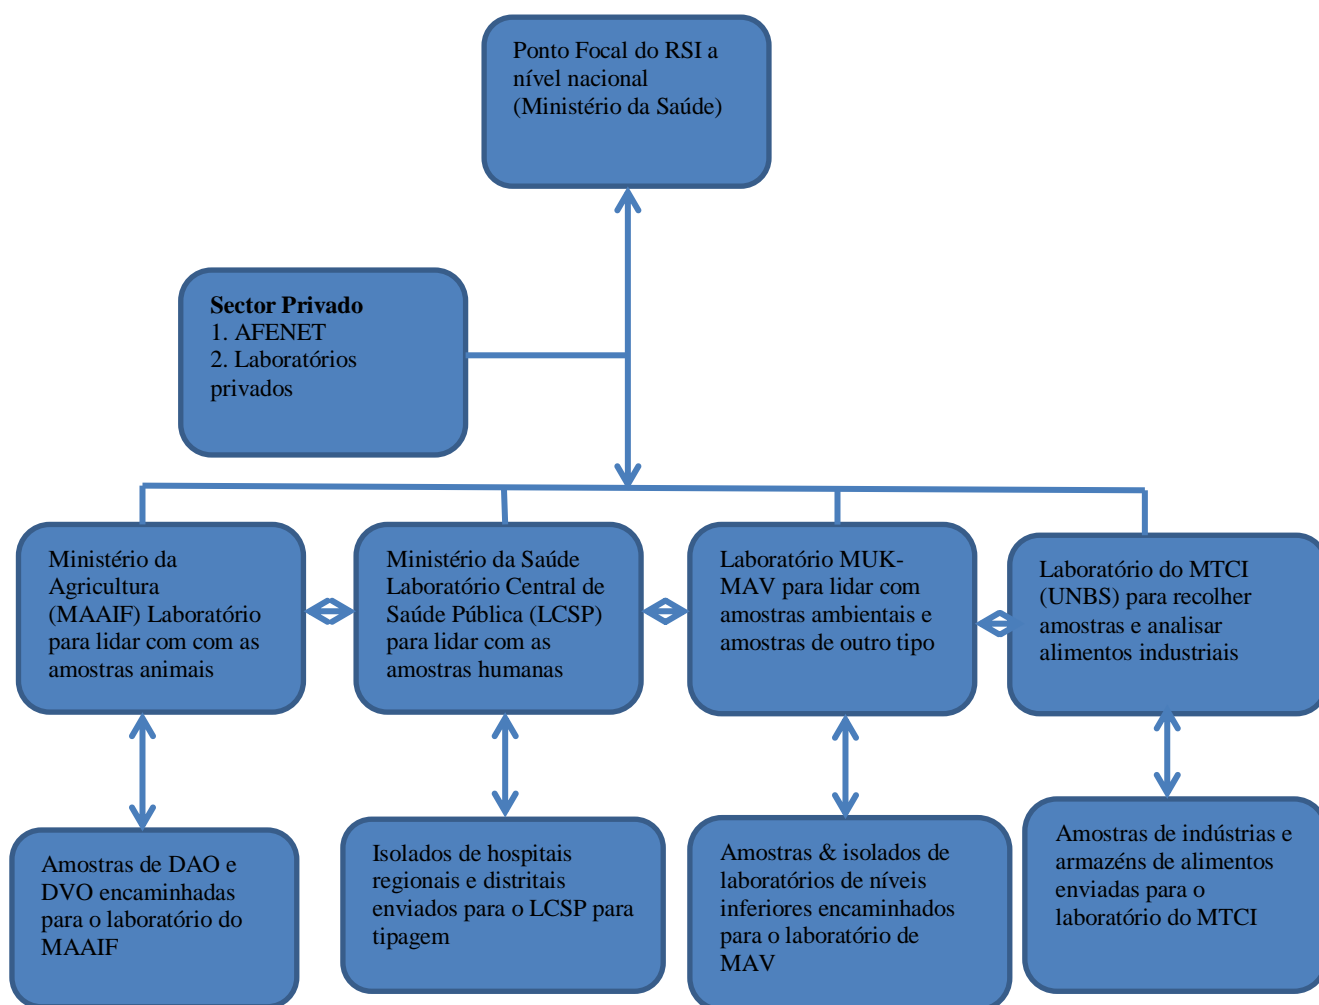 Ponto Focal do RSI a
nível nacional
(Ministério da Saúde)
Sector Privado
1. AFENET
2. Laboratórios
privados
Ministério da
Agricultura
(MAAIF) Laboratório
para lidar com com as
amostras animais
Ministério da Saúde
Laboratório Central de
Saúde Pública (LCSP)
para lidar com as
amostras humanas
Laboratório MUK-
MAV para lidar com
amostras ambientais e
amostras de outro tipo
Laboratório do MTCI
(UNBS) para recolher
amostras e analisar
alimentos industriais
Amostras de DAO e
DVO encaminhadas
para o laboratório do
MAAIF
Isolados de hospitais
regionais e distritais
enviados para o LCSP para
tipagem
Amostras & isolados de
laboratórios de níveis
inferiores encaminhados
para o laboratório de
MAV
Amostras de indústrias e
armazéns de alimentos
enviadas para o
laboratório do MTCI